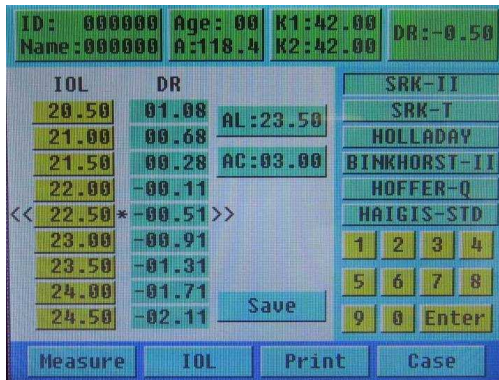 ID: 000000 Age: 00 K1:42.00 DR:-0.50
Name:000000 A:118.4 K2:42.00
IOL DR SRK-II
20.50 01.08 AL:23.50 SRK-T
21.00 00.68 HOLLADAY
21.50 00.28 AC:03.00 BINKHORST-II
22.00 -00.11 HOFFER-Q
<< 22.50 *-00.51 >> HAIGIS-STD
23.00 -00.91 1 2 3 4
23.50 -01.31 5 6 7 8
24.00 -01.71 Save
24.50 -02.11 9 0 Enter
Measure IOL Print Case